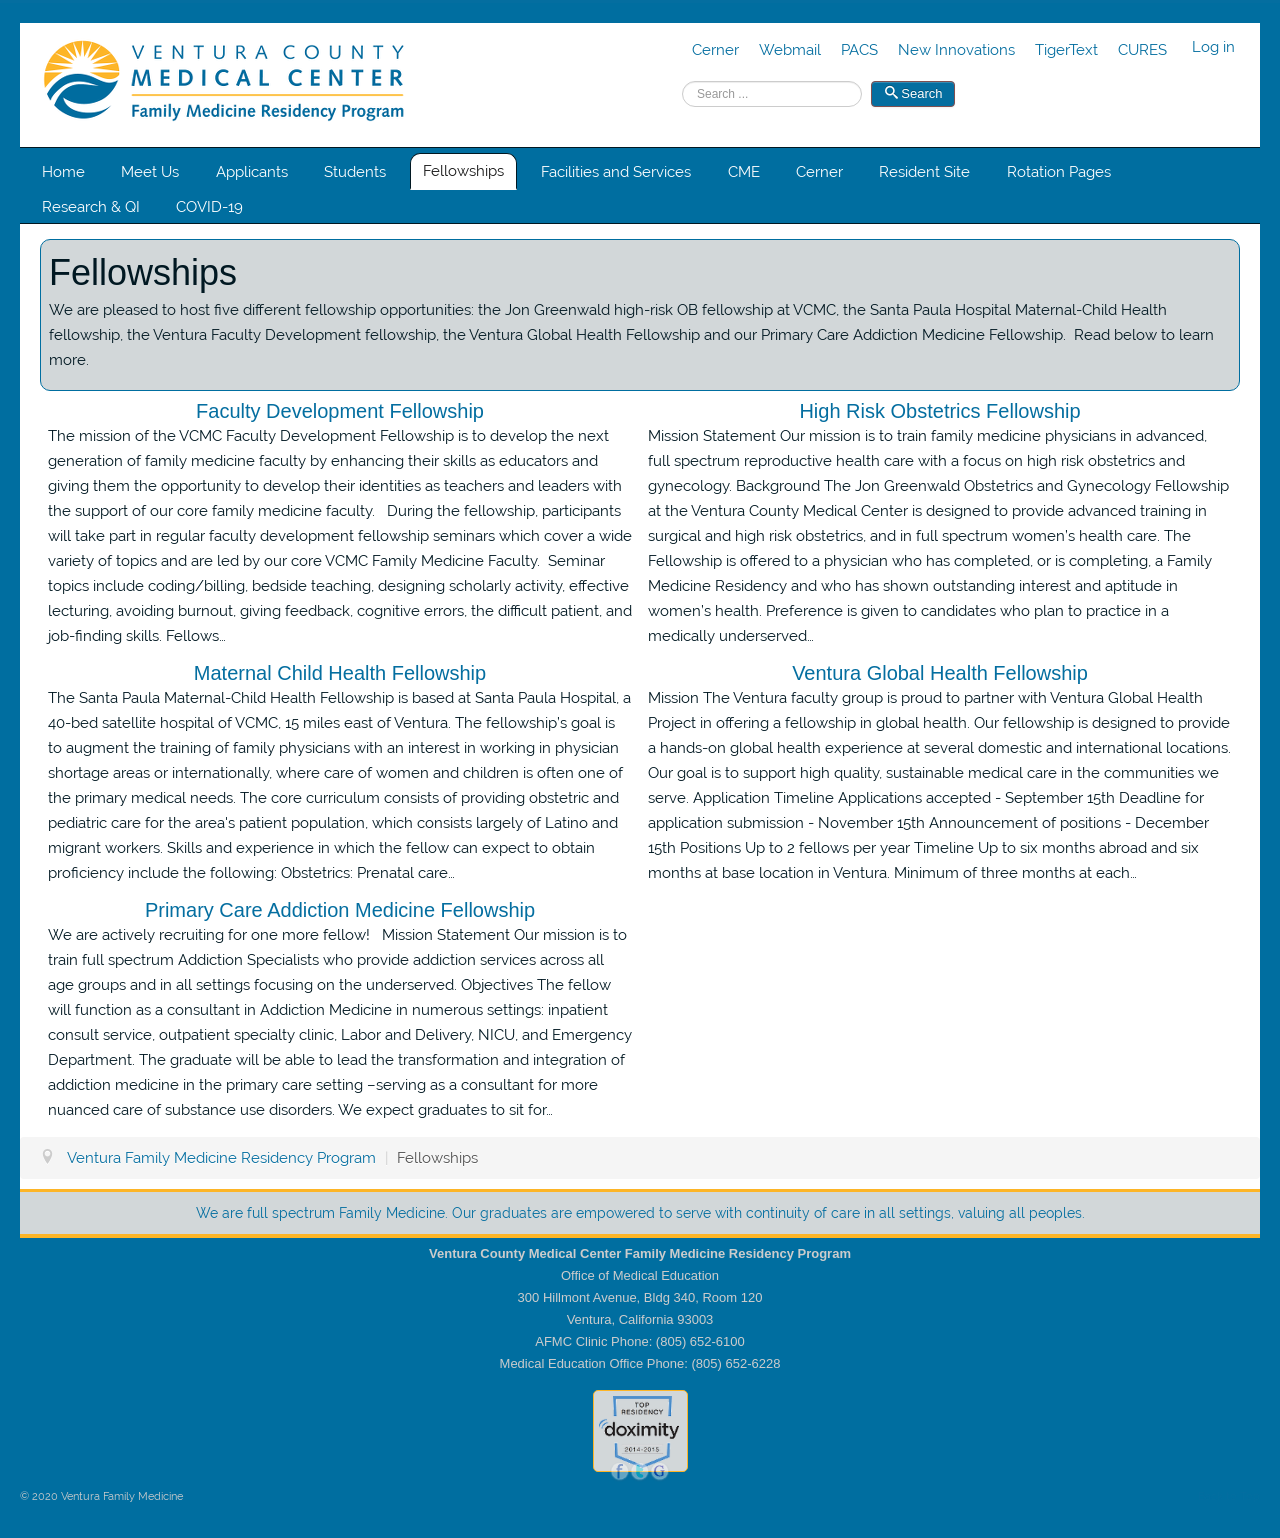 VENTURA COUNTY
MEDICAL CENTER
Family Medicine Residency Program
Cerner Webmail PACS New Innovations TigerText CURES Log in
Search ... Search
Home Meet Us Applicants Students Fellowships Facilities and Services CME Cerner Resident Site Rotation Pages
Research & QI COVID-19
Fellowships
We are pleased to host five different fellowship opportunities: the Jon Greenwald high-risk OB fellowship at VCMC, the Santa Paula Hospital Maternal-Child Health
fellowship, the Ventura Faculty Development fellowship, the Ventura Global Health Fellowship and our Primary Care Addiction Medicine Fellowship.  Read below to learn
more.
Faculty Development Fellowship
The mission of the VCMC Faculty Development Fellowship is to develop the next
generation of family medicine faculty by enhancing their skills as educators and
giving them the opportunity to develop their identities as teachers and leaders with
the support of our core family medicine faculty.   During the fellowship, participants
will take part in regular faculty development fellowship seminars which cover a wide
variety of topics and are led by our core VCMC Family Medicine Faculty.  Seminar
topics include coding/billing, bedside teaching, designing scholarly activity, effective
lecturing, avoiding burnout, giving feedback, cognitive errors, the difficult patient, and
job-finding skills. Fellows...
High Risk Obstetrics Fellowship
Mission Statement Our mission is to train family medicine physicians in advanced,
full spectrum reproductive health care with a focus on high risk obstetrics and
gynecology. Background The Jon Greenwald Obstetrics and Gynecology Fellowship
at the Ventura County Medical Center is designed to provide advanced training in
surgical and high risk obstetrics, and in full spectrum women's health care. The
Fellowship is offered to a physician who has completed, or is completing, a Family
Medicine Residency and who has shown outstanding interest and aptitude in
women's health. Preference is given to candidates who plan to practice in a
medically underserved...
Maternal Child Health Fellowship
The Santa Paula Maternal-Child Health Fellowship is based at Santa Paula Hospital, a
40-bed satellite hospital of VCMC, 15 miles east of Ventura. The fellowship's goal is
to augment the training of family physicians with an interest in working in physician
shortage areas or internationally, where care of women and children is often one of
the primary medical needs. The core curriculum consists of providing obstetric and
pediatric care for the area's patient population, which consists largely of Latino and
migrant workers. Skills and experience in which the fellow can expect to obtain
proficiency include the following: Obstetrics: Prenatal care...
Ventura Global Health Fellowship
Mission The Ventura faculty group is proud to partner with Ventura Global Health
Project in offering a fellowship in global health. Our fellowship is designed to provide
a hands-on global health experience at several domestic and international locations.
Our goal is to support high quality, sustainable medical care in the communities we
serve. Application Timeline Applications accepted - September 15th Deadline for
application submission - November 15th Announcement of positions - December
15th Positions Up to 2 fellows per year Timeline Up to six months abroad and six
months at base location in Ventura. Minimum of three months at each...
Primary Care Addiction Medicine Fellowship
We are actively recruiting for one more fellow!   Mission Statement Our mission is to
train full spectrum Addiction Specialists who provide addiction services across all
age groups and in all settings focusing on the underserved. Objectives The fellow
will function as a consultant in Addiction Medicine in numerous settings: inpatient
consult service, outpatient specialty clinic, Labor and Delivery, NICU, and Emergency
Department. The graduate will be able to lead the transformation and integration of
addiction medicine in the primary care setting –serving as a consultant for more
nuanced care of substance use disorders. We expect graduates to sit for...
Ventura Family Medicine Residency Program | Fellowships
We are full spectrum Family Medicine. Our graduates are empowered to serve with continuity of care in all settings, valuing all peoples.
Ventura County Medical Center Family Medicine Residency Program
Office of Medical Education
300 Hillmont Avenue, Bldg 340, Room 120
Ventura, California 93003
AFMC Clinic Phone: (805) 652-6100
Medical Education Office Phone: (805) 652-6228
TOP
RESIDENCY
doximity
2014-2015
f t G
© 2020 Ventura Family Medicine